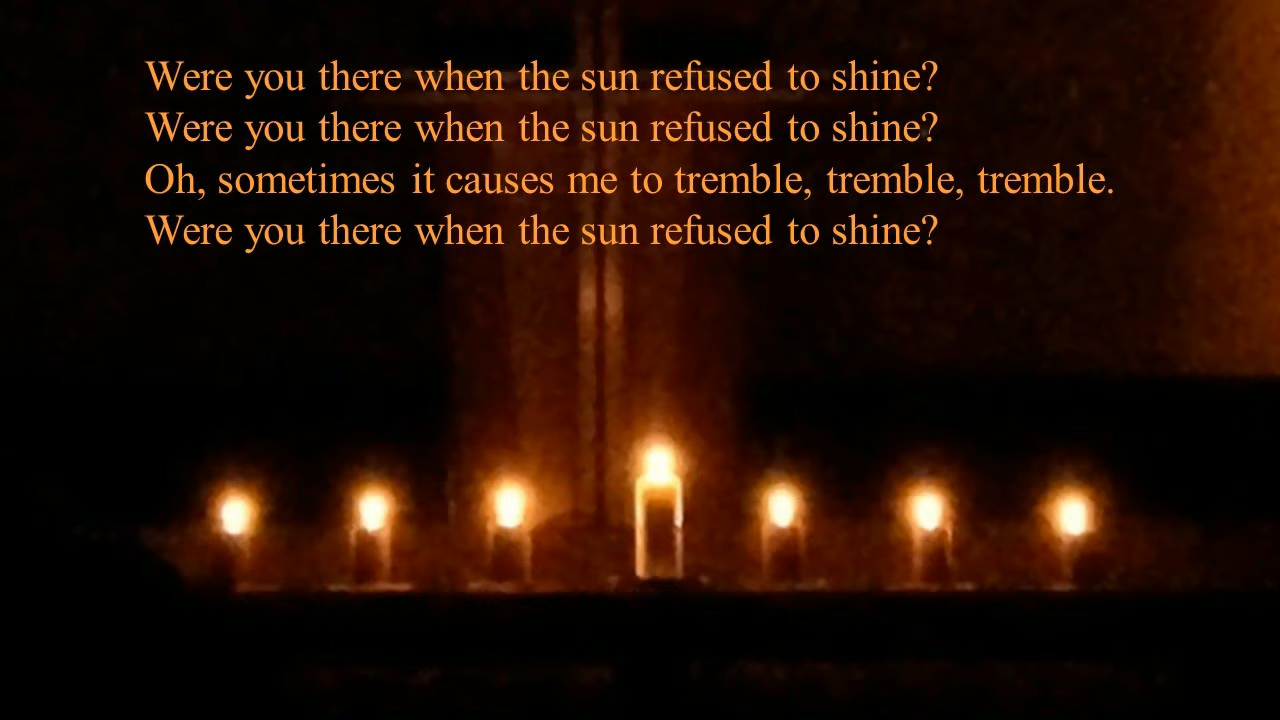 Were you there when the sun refused to shine?
Were you there when the sun refused to shine?
Oh, sometimes it causes me to tremble, tremble, tremble.
Were you there when the sun refused to shine?